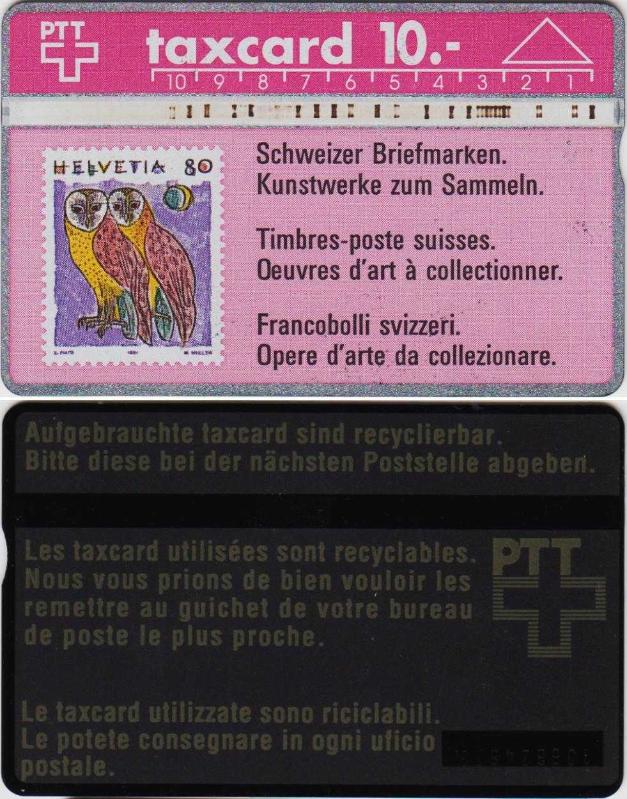 PTT
taxcard 10.-
10 9 8 7 6 5 4 3 2 1
HELVETIA 80
Schweizer Briefmarken.
Kunstwerke zum Sammeln.
Timbres-poste suisses.
Oeuvres d'art à collectionner.
Francobolli svizzeri.
Opere d'arte da collezionare.
1991
Aufgebrauchte taxcard sind recyclierbar.
Bitte diese bei der nächsten Poststelle abgeben.
Les taxcard utilisées sont recyclables.
Nous vous prions de bien vouloir les
remettre au guichet de votre bureau
de poste le plus proche.
PTT
Le taxcard utilizzate sono riciclabili.
Le potete consegnare in ogni uficio
postale.